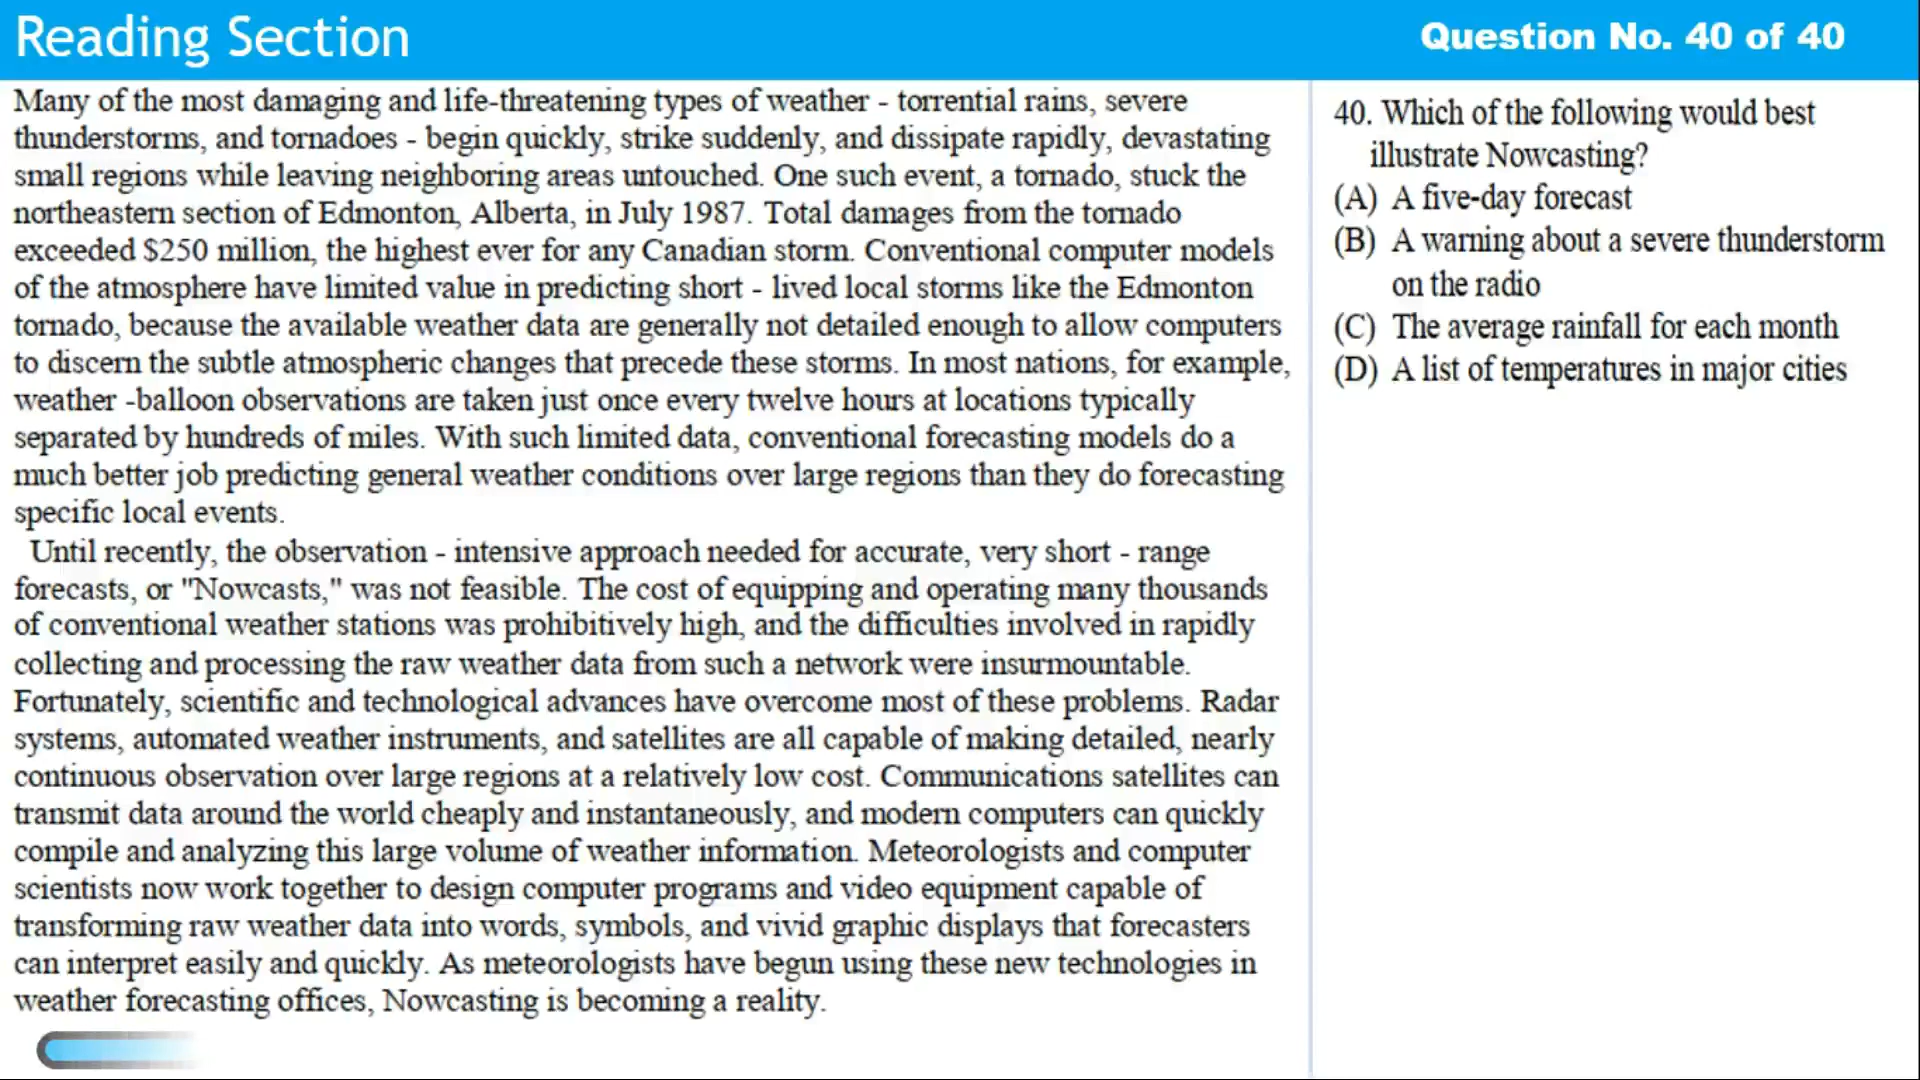 Reading Section
Question No. 40 of 40
Many of the most damaging and life-threatening types of weather - torrential rains, severe
thunderstorms, and tornadoes - begin quickly, strike suddenly, and dissipate rapidly, devastating
small regions while leaving neighboring areas untouched. One such event, a tornado, stuck the
northeastern section of Edmonton, Alberta, in July 1987. Total damages from the tornado
exceeded $250 million, the highest ever for any Canadian storm. Conventional computer models
of the atmosphere have limited value in predicting short - lived local storms like the Edmonton
tornado, because the available weather data are generally not detailed enough to allow computers
to discern the subtle atmospheric changes that precede these storms. In most nations, for example,
weather -balloon observations are taken just once every twelve hours at locations typically
separated by hundreds of miles. With such limited data, conventional forecasting models do a
much better job predicting general weather conditions over large regions than they do forecasting
specific local events.
Until recently, the observation - intensive approach needed for accurate, very short - range
forecasts, or "Nowcasts," was not feasible. The cost of equipping and operating many thousands
of conventional weather stations was prohibitively high, and the difficulties involved in rapidly
collecting and processing the raw weather data from such a network were insurmountable.
Fortunately, scientific and technological advances have overcome most of these problems. Radar
systems, automated weather instruments, and satellites are all capable of making detailed, nearly
continuous observation over large regions at a relatively low cost. Communications satellites can
transmit data around the world cheaply and instantaneously, and modern computers can quickly
compile and analyzing this large volume of weather information. Meteorologists and computer
scientists now work together to design computer programs and video equipment capable of
transforming raw weather data into words, symbols, and vivid graphic displays that forecasters
can interpret easily and quickly. As meteorologists have begun using these new technologies in
weather forecasting offices, Nowcasting is becoming a reality.
40. Which of the following would best
illustrate Nowcasting?
(A) A five-day forecast
(B) A warning about a severe thunderstorm
on the radio
(C) The average rainfall for each month
(D) A list of temperatures in major cities